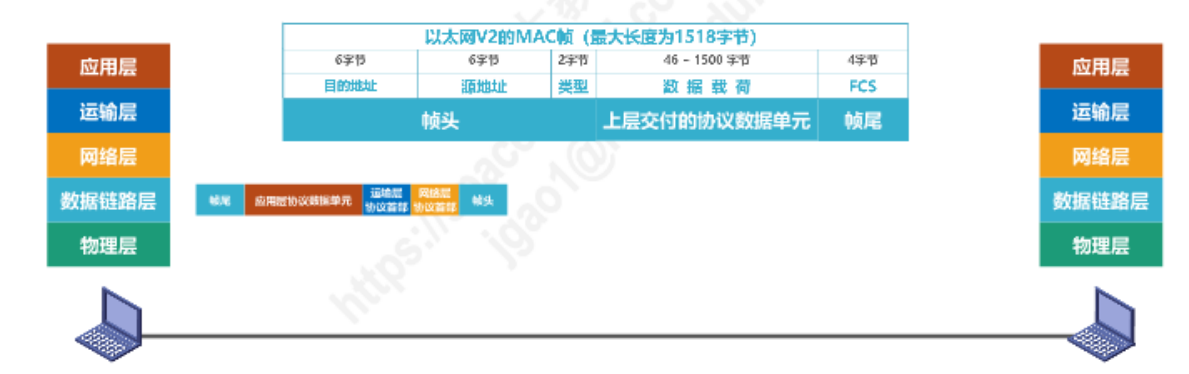 以太网V2的MAC帧（最大长度为1518字节）
6字节 6字节 2字节 46 - 1500 字节 4字节
目的地址 源地址 类型 数据载荷 FCS
帧头 上层交付的协议数据单元 帧尾
应用层
运输层
网络层
数据链路层
物理层
帧尾 应用层协议数据单元 运输层协议首部 网络层协议首部 帧头
应用层
运输层
网络层
数据链路层
物理层